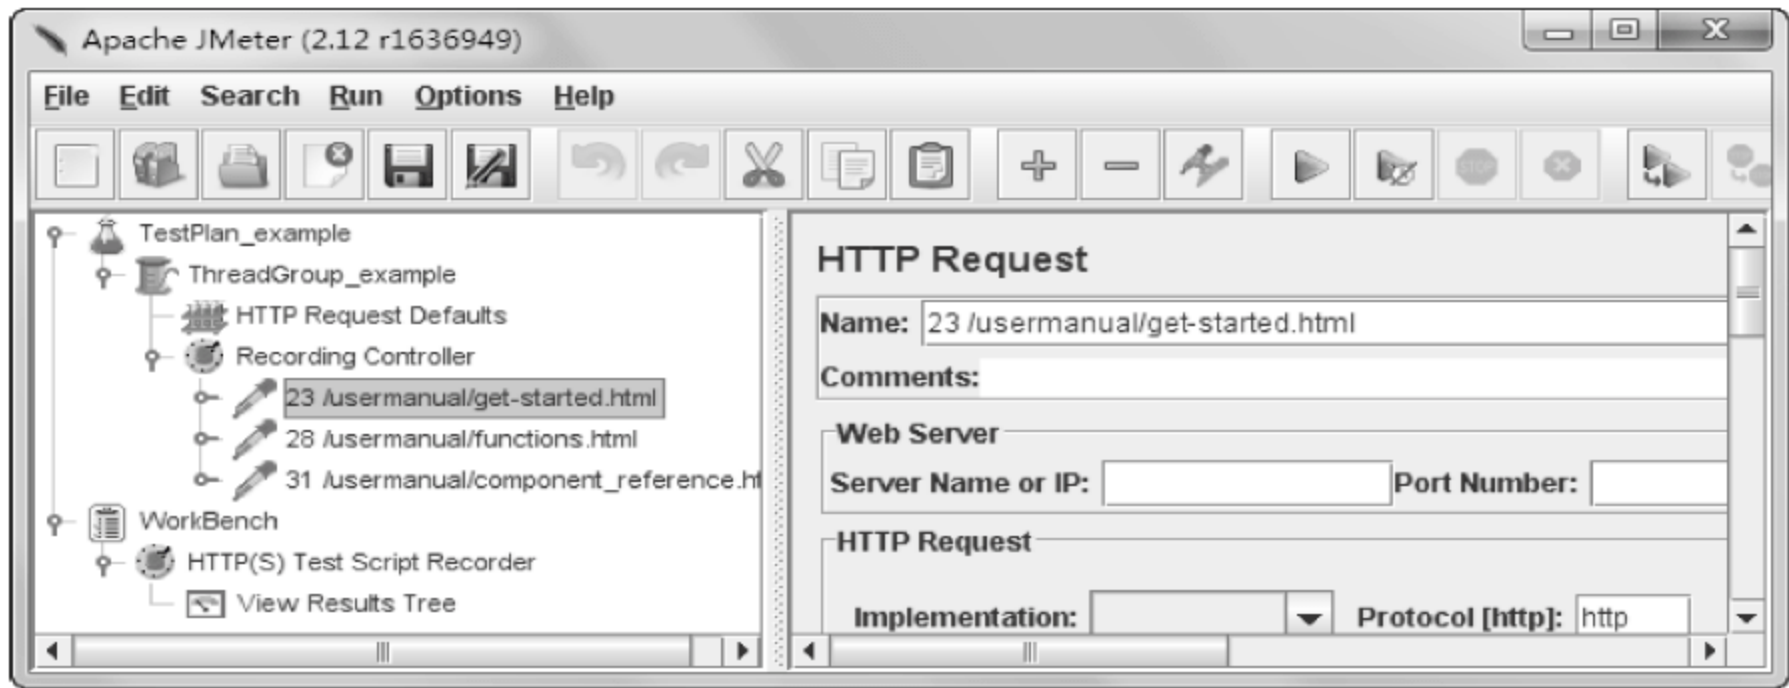 Apache JMeter (2.12 r1636949)
File Edit Search Run Options Help
STOP
TestPlan_example
ThreadGroup_example
HTTP Request Defaults
Recording Controller
23 /usermanual/get-started.html
28 /usermanual/functions.html
31 /usermanual/component_reference.ht
WorkBench
HTTP(S) Test Script Recorder
View Results Tree
HTTP Request
Name: 23 /usermanual/get-started.html
Comments:
Web Server
Server Name or IP: Port Number:
HTTP Request
Implementation: Protocol [http]: http